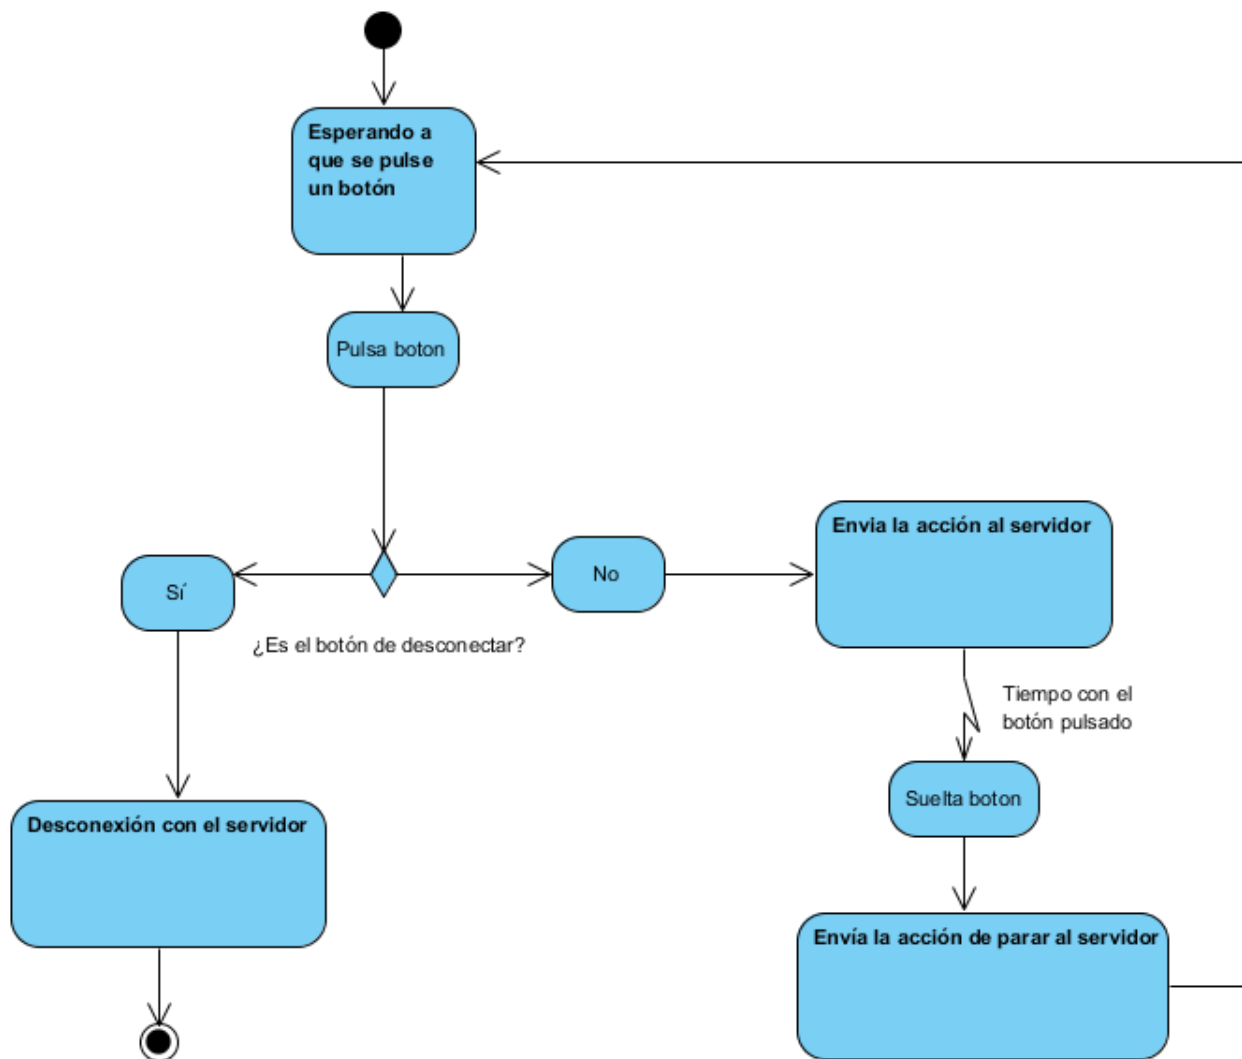 Esperando a
que se pulse
un botón
Pulsa boton
Sí
No
Envia la acción al servidor
¿Es el botón de desconectar?
Tiempo con el
botón pulsado
Suelta boton
Desconexión con el servidor
Envía la acción de parar al servidor